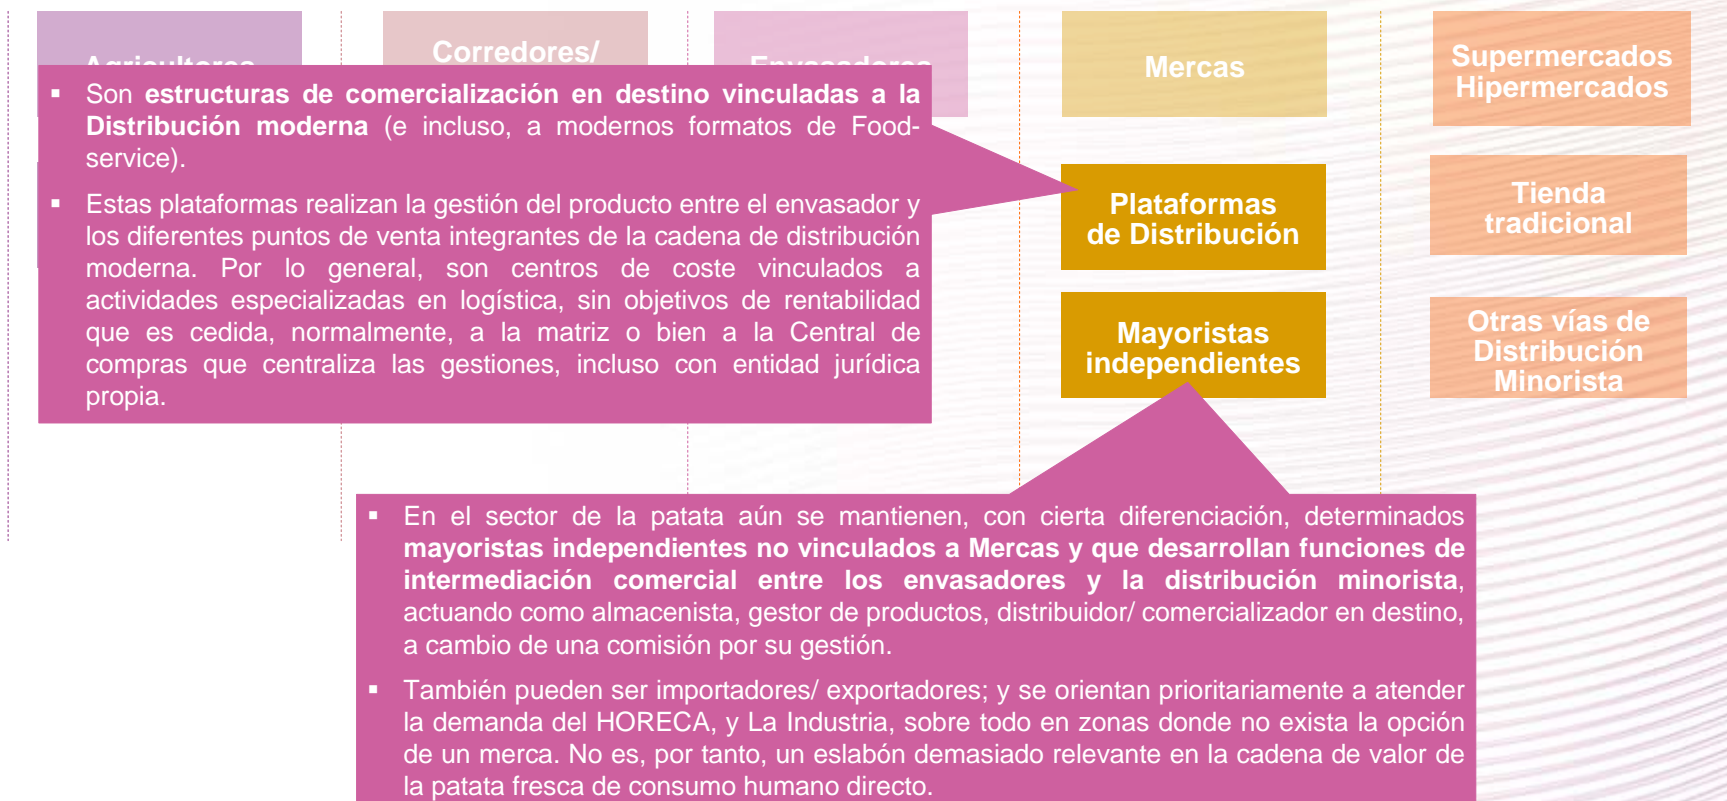 Agricultores
Corredores/
Envasadores
Mercas
Supermercados
Hipermercados
▪ Son estructuras de comercialización en destino vinculadas a la
Distribución moderna (e incluso, a modernos formatos de Food-
service).
▪ Estas plataformas realizan la gestión del producto entre el envasador y
los diferentes puntos de venta integrantes de la cadena de distribución
moderna. Por lo general, son centros de coste vinculados a
actividades especializadas en logística, sin objetivos de rentabilidad
que es cedida, normalmente, a la matriz o bien a la Central de
compras que centraliza las gestiones, incluso con entidad jurídica
propia.
Plataformas
de Distribución
Tienda
tradicional
Mayoristas
independientes
Otras vías de
Distribución
Minorista
▪ En el sector de la patata aún se mantienen, con cierta diferenciación, determinados
mayoristas independientes no vinculados a Mercas y que desarrollan funciones de
intermediación comercial entre los envasadores y la distribución minorista,
actuando como almacenista, gestor de productos, distribuidor/ comercializador en destino,
a cambio de una comisión por su gestión.
▪ También pueden ser importadores/ exportadores; y se orientan prioritariamente a atender
la demanda del HORECA, y La Industria, sobre todo en zonas donde no exista la opción
de un merca. No es, por tanto, un eslabón demasiado relevante en la cadena de valor de
la patata fresca de consumo humano directo.